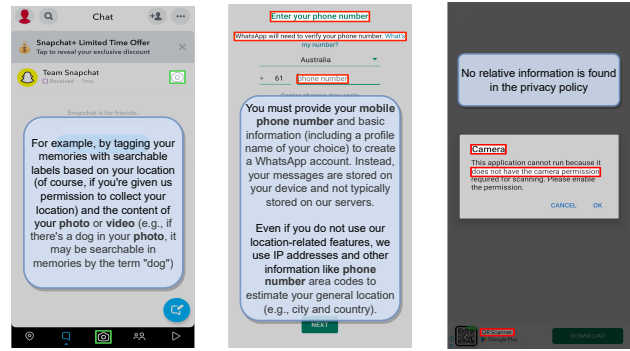 Chat
Snapchat+ Limited Time Offer
Tap to reveal your exclusive discount
Team Snapchat
Received · 1mo
Snapchat is for friends.
For example, by tagging your
memories with searchable
labels based on your location
(of course, if you're given us
permission to collect your
location) and the content of
your photo or video (e.g., if
there's a dog in your photo, it
may be searchable in
memories by the term "dog")
Enter your phone number
WhatsApp will need to verify your phone number. What's
my number?
Australia
+ 61 phone number
Carrier charges may apply
You must provide your mobile
phone number and basic
information (including a profile
name of your choice) to create
a WhatsApp account. Instead,
your messages are stored on
your device and not typically
stored on our servers.
Even if you do not use our
location-related features, we
use IP addresses and other
information like phone
number area codes to
estimate your general location
(e.g., city and country).
NEXT
No relative information is found
in the privacy policy
Camera
This application cannot run because it
does not have the camera permission
required for scanning. Please enable
the permission.
CANCEL OK
QR Scanner
Google Play
DOWNLOAD